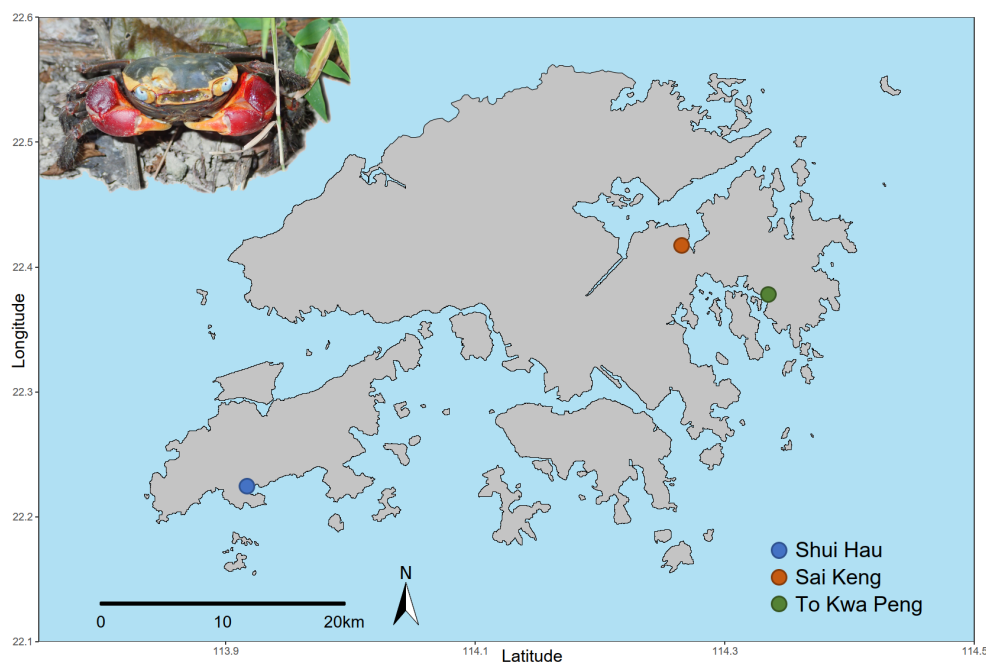 22.6
22.5
22.4
22.3
22.2
22.1
Longitude
113.9
114.1
114.3
114.5
Latitude
0 10 20km
N
Shui Hau
Sai Keng
To Kwa Peng